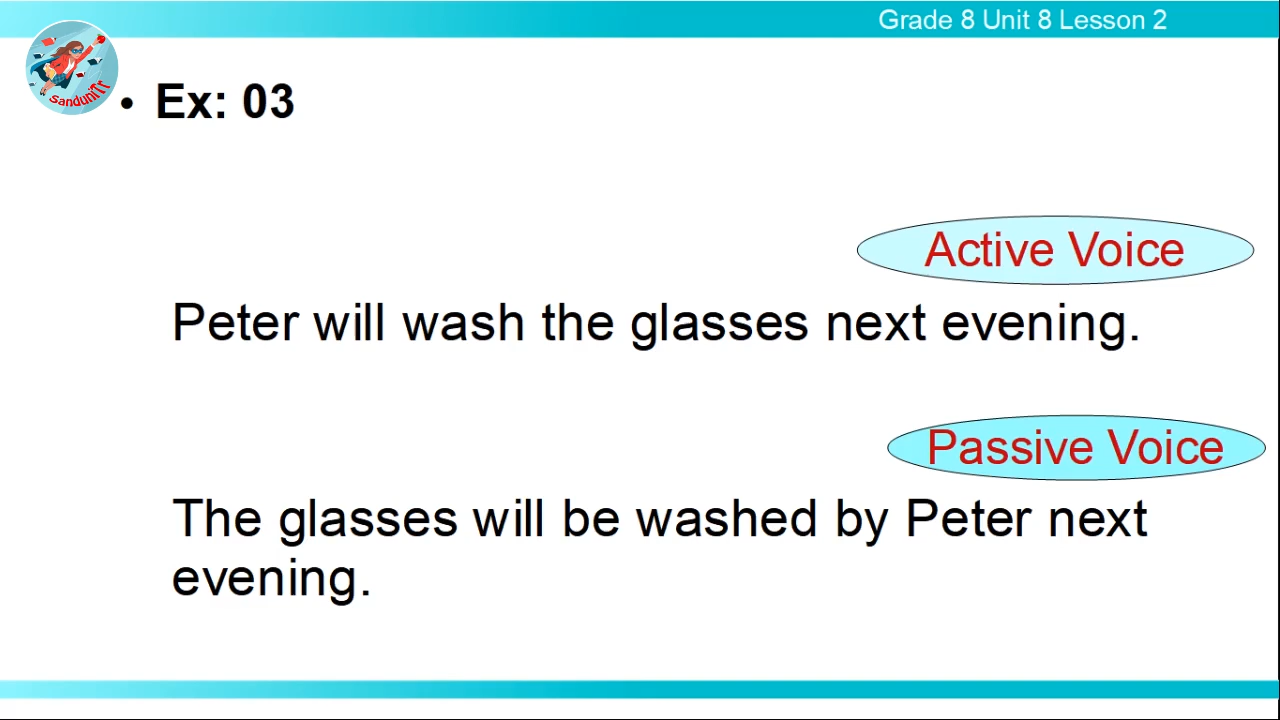 Grade 8 Unit 8 Lesson 2
SanduniTr
• Ex: 03
Active Voice
Peter will wash the glasses next evening.
Passive Voice
The glasses will be washed by Peter next
evening.